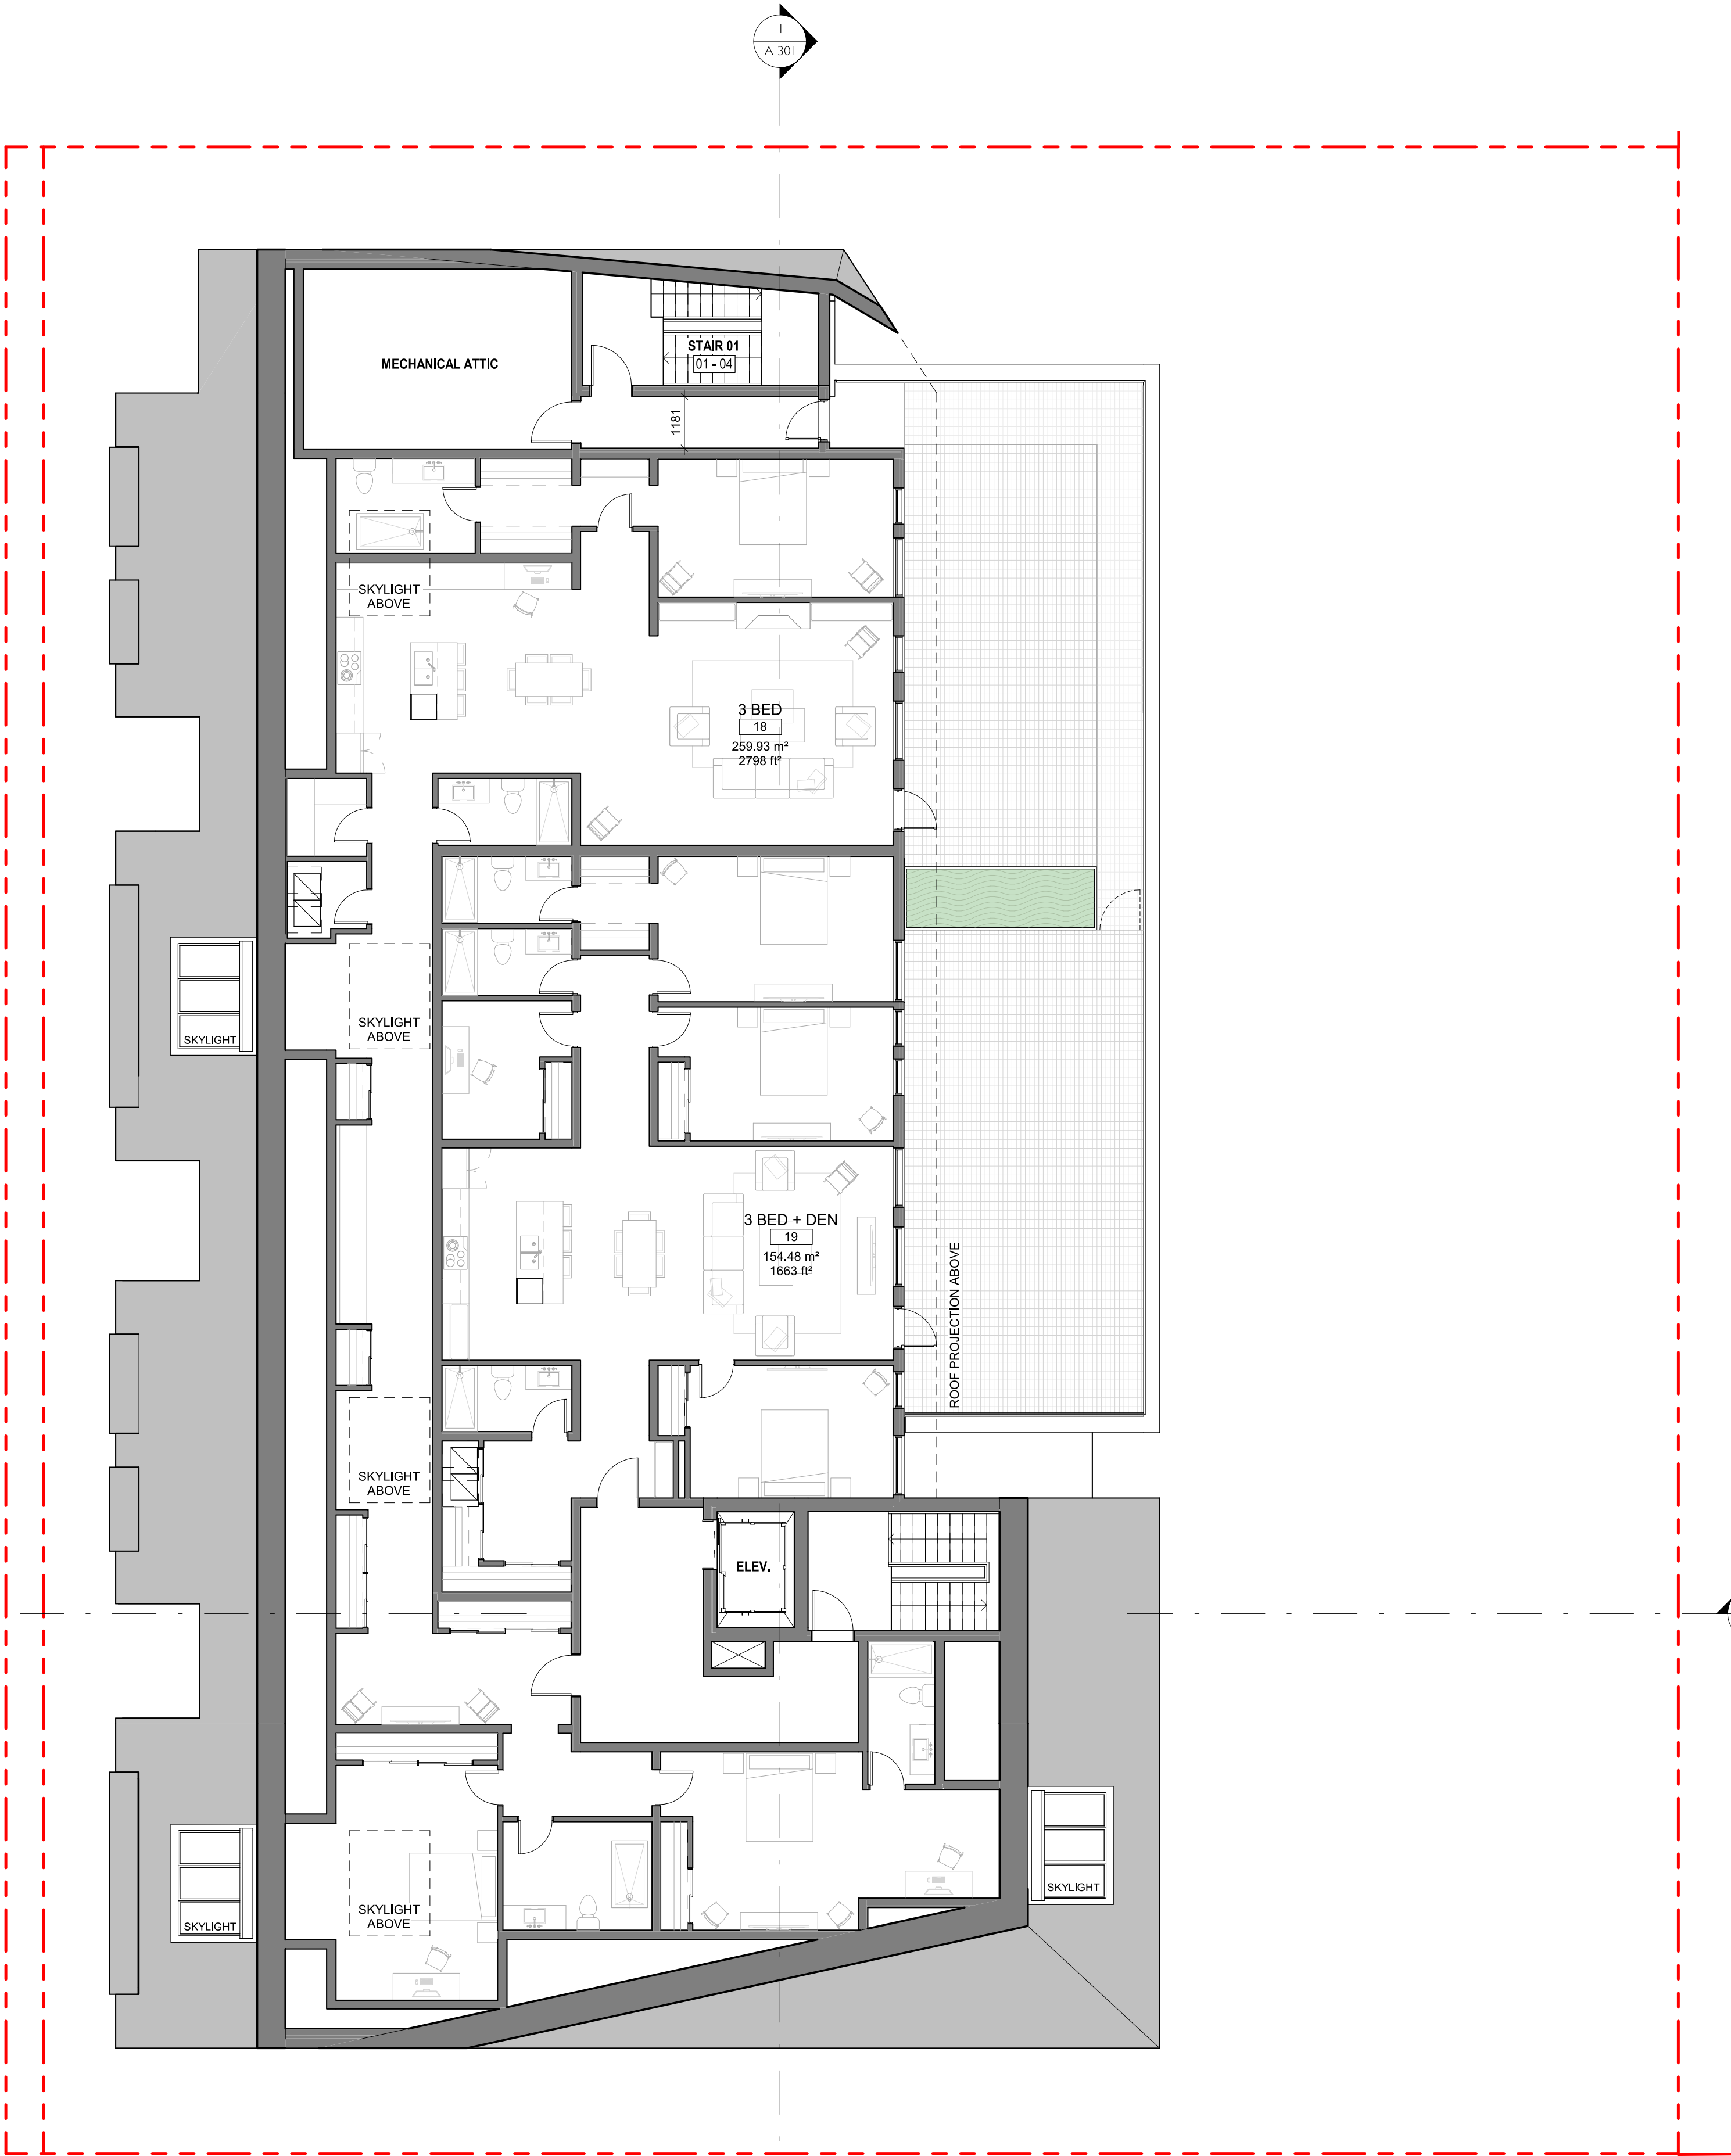 1
A-301
MECHANICAL ATTIC
STAIR 01
01 - 04
1181
SKYLIGHT
ABOVE
3 BED
18
259.93 m²
2798 ft²
SKYLIGHT
SKYLIGHT
ABOVE
3 BED + DEN
19
154.48 m²
1663 ft²
ROOF PROJECTION ABOVE
SKYLIGHT
ABOVE
ELEV.
SKYLIGHT
SKYLIGHT
ABOVE
SKYLIGHT